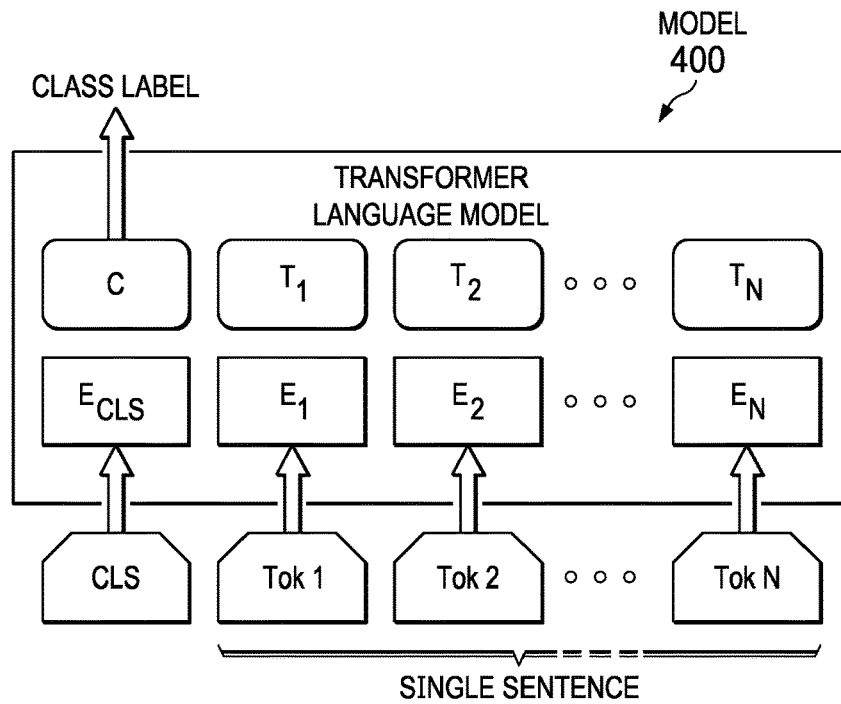 MODEL
400
CLASS LABEL
TRANSFORMER
LANGUAGE MODEL
C T1 T2 TN
ECLS E1 E2 EN
CLS Tok 1 Tok 2 Tok N
SINGLE SENTENCE